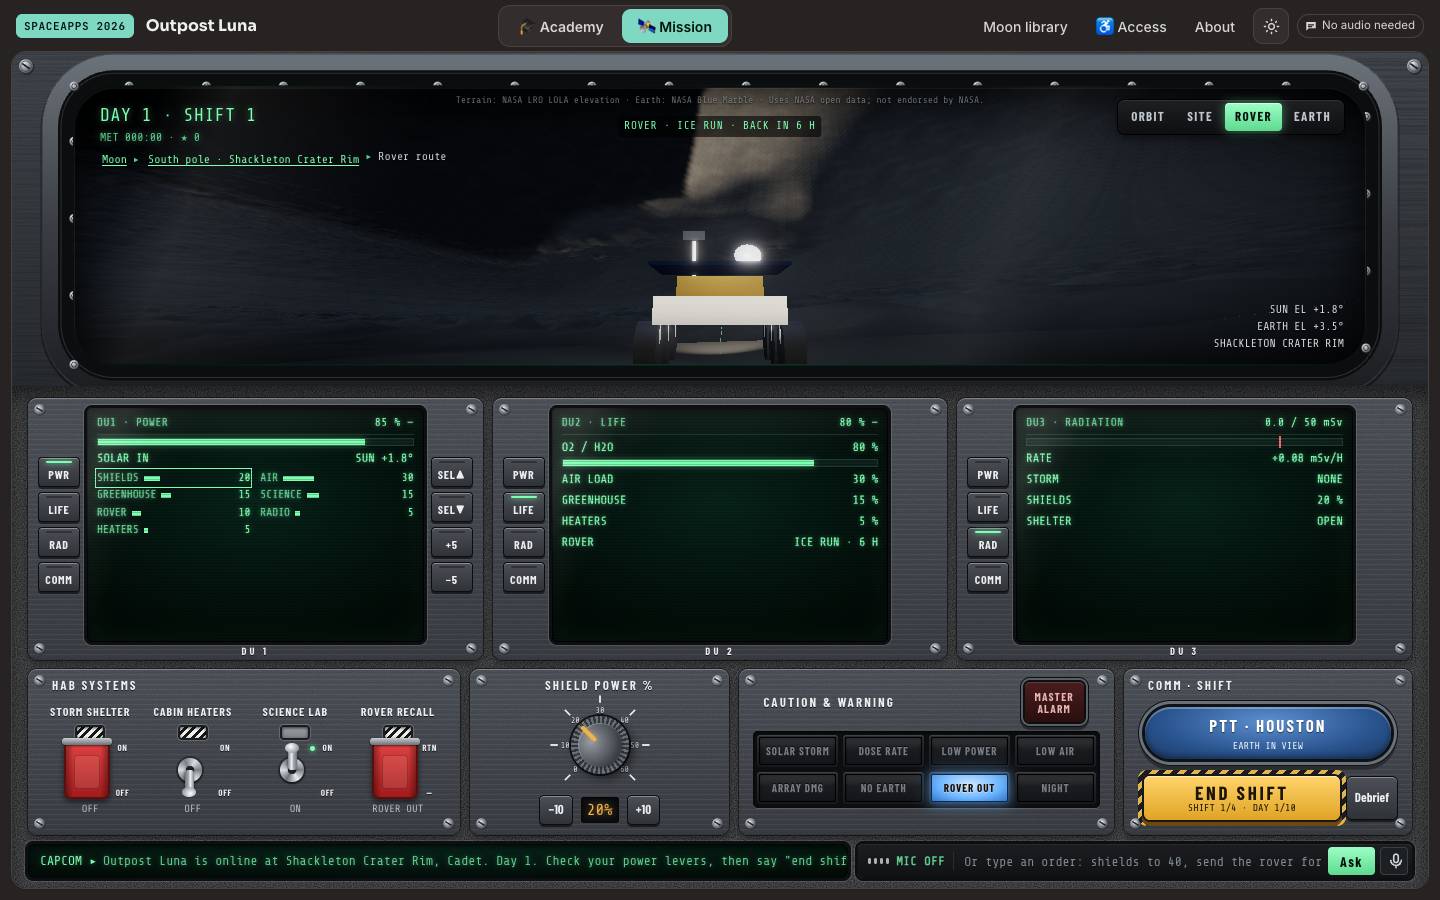 SPACEAPPS 2026 Outpost Luna Academy Mission Moon library Access About No audio needed
Terrain: NASA LRO LOLA elevation · Earth: NASA Blue Marble · Uses NASA open data; not endorsed by NASA.
DAY 1 · SHIFT 1
MET 000:00 · ★ 0
Moon ▸ South pole · Shackleton Crater Rim ▸ Rover route
ROVER · ICE RUN · BACK IN 6 H
ORBIT SITE ROVER EARTH
SUN EL +1.8°
EARTH EL +3.5°
SHACKLETON CRATER RIM
PWR
LIFE
RAD
COMM
DU1 · POWER 85 % —
SOLAR IN SUN +1.8°
SHIELDS 20 AIR 30
GREENHOUSE 15 SCIENCE 15
ROVER 10 RADIO 5
HEATERS 5
SEL▲
SEL▼
+5
−5
DU 1
PWR
LIFE
RAD
COMM
DU2 · LIFE 80 % —
O2 / H2O 80 %
AIR LOAD 30 %
GREENHOUSE 15 %
HEATERS 5 %
ROVER ICE RUN · 6 H
DU 2
PWR
LIFE
RAD
COMM
DU3 · RADIATION 0.0 / 50 mSv
RATE +0.08 mSv/H
STORM NONE
SHIELDS 20 %
SHELTER OPEN
DU 3
HAB SYSTEMS
STORM SHELTER CABIN HEATERS SCIENCE LAB ROVER RECALL
ON ON ON RTN
OFF OFF OFF —
OFF OFF ON ROVER OUT
SHIELD POWER %
0 10 20 30 40 50 60
−10 20% +10
CAUTION & WARNING
MASTER
ALARM
SOLAR STORM DOSE RATE LOW POWER LOW AIR
ARRAY DMG NO EARTH ROVER OUT NIGHT
COMM · SHIFT
PTT · HOUSTON
EARTH IN VIEW
END SHIFT
SHIFT 1/4 · DAY 1/10
Debrief
CAPCOM ▸ Outpost Luna is online at Shackleton Crater Rim, Cadet. Day 1. Check your power levers, then say "end shif
MIC OFF Or type an order: shields to 40, send the rover for Ask